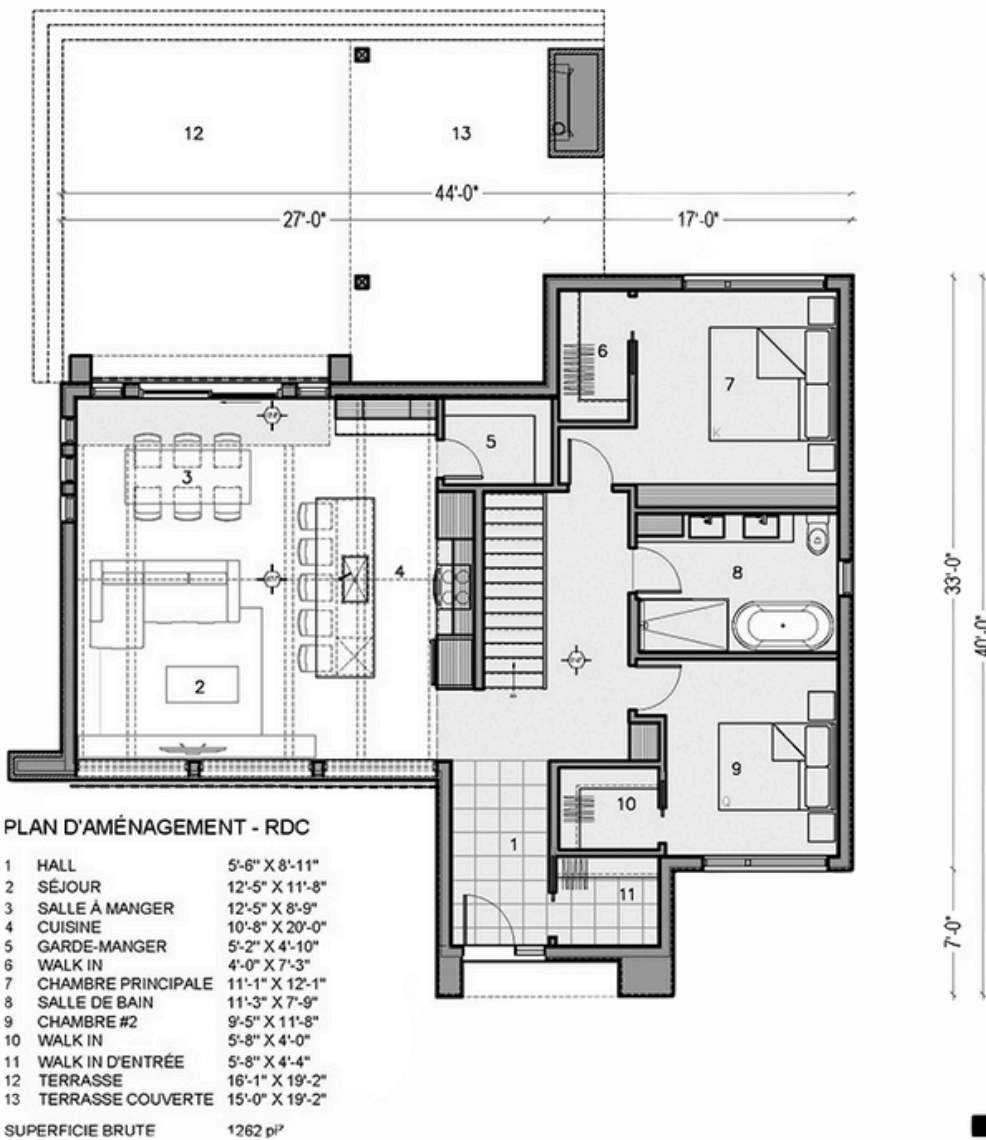 12
13
44'-0"
27'-0"
17'-0"
6
7
K
5
3
4
8
33'-0"
40'-0"
2
9
Q
10
1
11
7'-0"
PLAN D'AMÉNAGEMENT - RDC
1 HALL 5'-6" X 8'-11"
2 SÉJOUR 12'-5" X 11'-8"
3 SALLE À MANGER 12'-5" X 8'-9"
4 CUISINE 10'-8" X 20'-0"
5 GARDE-MANGER 5'-2" X 4'-10"
6 WALK IN 4'-0" X 7'-3"
7 CHAMBRE PRINCIPALE 11'-1" X 12'-1"
8 SALLE DE BAIN 11'-3" X 7'-9"
9 CHAMBRE #2 9'-5" X 11'-8"
10 WALK IN 5'-8" X 4'-0"
11 WALK IN D'ENTRÉE 5'-8" X 4'-4"
12 TERRASSE 16'-1" X 19'-2"
13 TERRASSE COUVERTE 15'-0" X 19'-2"
SUPERFICIE BRUTE 1262 pi²